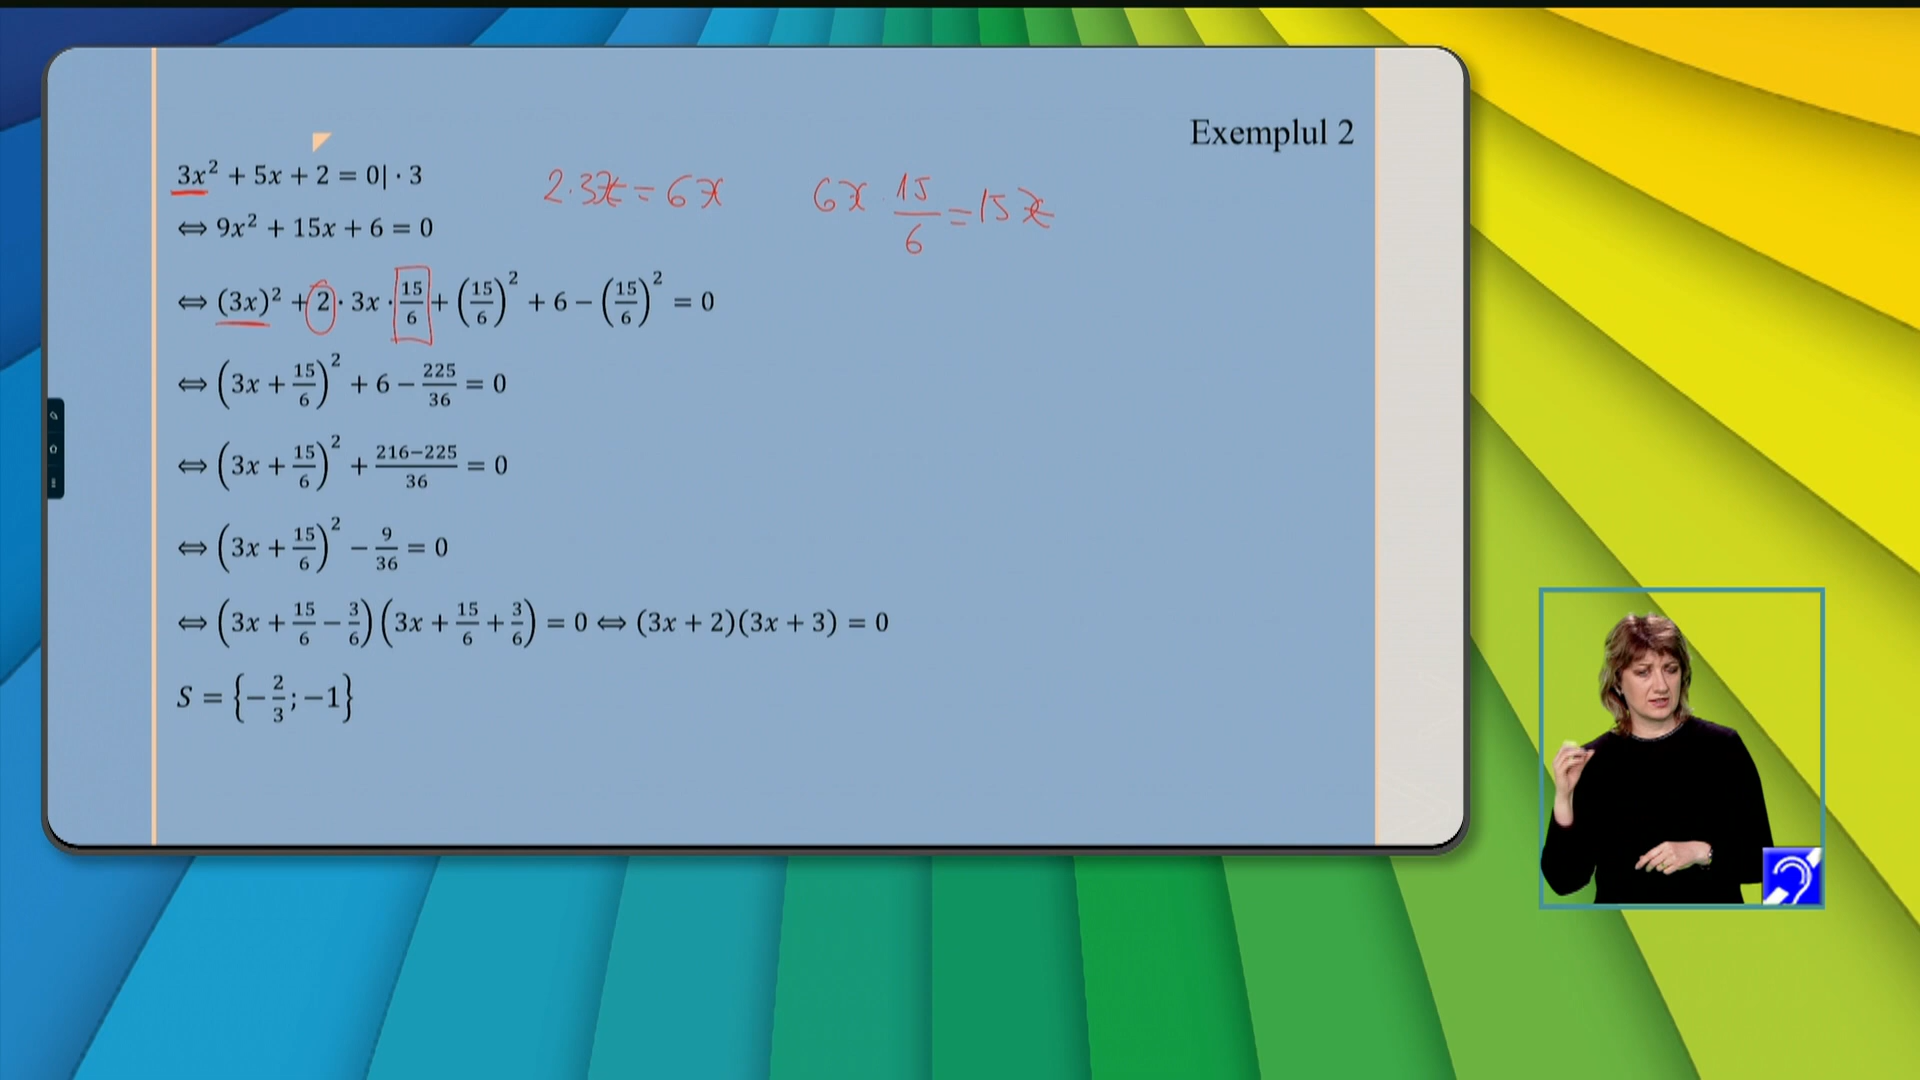 Exemplul 2
3x² + 5x + 2 = 0| · 3
2·3x = 6x
6x · 15/6 = 15x
⇔ 9x² + 15x + 6 = 0
⇔ (3x)² + 2 · 3x · 15/6 + (15/6)² + 6 − (15/6)² = 0
⇔ (3x + 15/6)² + 6 − 225/36 = 0
⇔ (3x + 15/6)² + (216−225)/36 = 0
⇔ (3x + 15/6)² − 9/36 = 0
⇔ (3x + 15/6 − 3/6)(3x + 15/6 + 3/6) = 0 ⇔ (3x + 2)(3x + 3) = 0
S = {−2/3; −1}